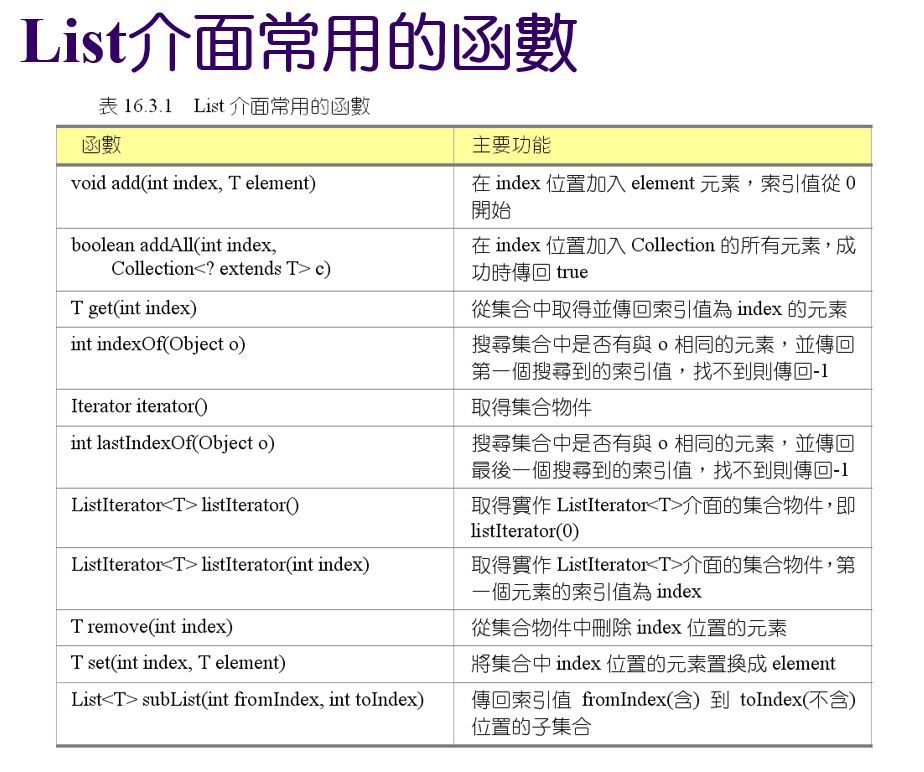 List介面常用的函數
表 16.3.1 List 介面常用的函數
函數 主要功能
void add(int index, T element) 在 index 位置加入 element 元素，索引值從 0
開始
boolean addAll(int index, 在 index 位置加入 Collection 的所有元素，成
Collection<? extends T> c) 功時傳回 true
T get(int index) 從集合中取得並傳回索引值為 index 的元素
int indexOf(Object o) 搜尋集合中是否有與 o 相同的元素，並傳回
第一個搜尋到的索引值，找不到則傳回-1
Iterator iterator() 取得集合物件
int lastIndexOf(Object o) 搜尋集合中是否有與 o 相同的元素，並傳回
最後一個搜尋到的索引值，找不到則傳回-1
ListIterator<T> listIterator() 取得實作 ListIterator<T>介面的集合物件，即
listIterator(0)
ListIterator<T> listIterator(int index) 取得實作 ListIterator<T>介面的集合物件，第
一個元素的索引值為 index
T remove(int index) 從集合物件中刪除 index 位置的元素
T set(int index, T element) 將集合中 index 位置的元素置換成 element
List<T> subList(int fromIndex, int toIndex) 傳回索引值 fromIndex(含) 到 toIndex(不含)
位置的子集合